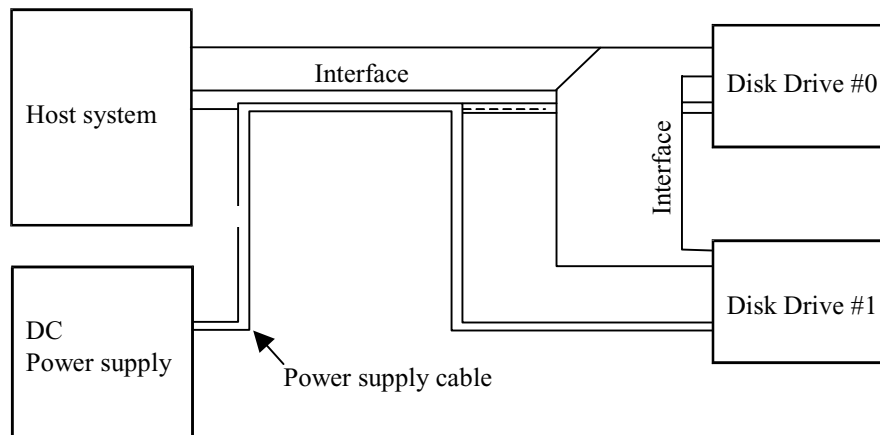 Host system
Interface
Disk Drive #0
Interface
Disk Drive #1
DC
Power supply
Power supply cable